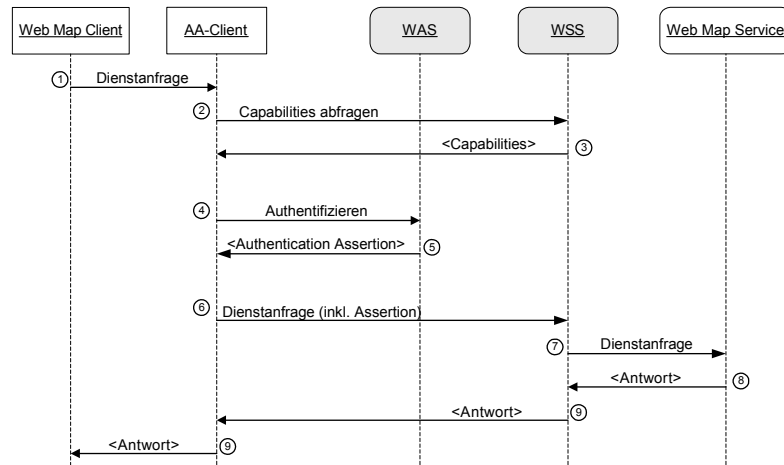 Web Map Client
AA-Client
WAS
WSS
Web Map Service
1 Dienstanfrage
2 Capabilities abfragen
<Capabilities> 3
4 Authentifizieren
<Authentication Assertion> 5
6 Dienstanfrage (inkl. Assertion)
7 Dienstanfrage
<Antwort> 8
<Antwort> 9
<Antwort> 9